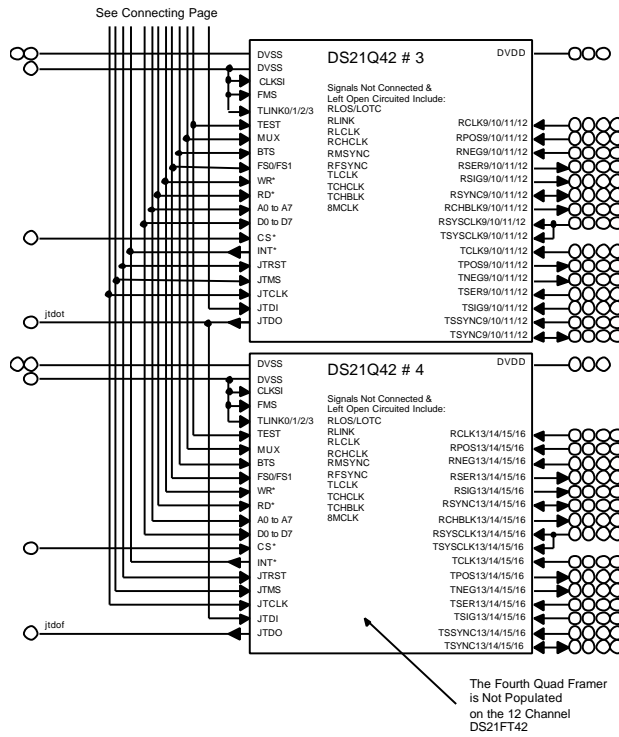 See Connecting Page
DS21Q42 # 3
DVSS
DVSS
CLKSI
FMS
TLINK0/1/2/3
TEST
MUX
BTS
FS0/FS1
WR*
RD*
A0 to A7
D0 to D7
CS*
INT*
JTRST
JTMS
JTCLK
JTDI
JTDO
jtdot
Signals Not Connected &
Left Open Circuited Include:
RLOS/LOTC
RLINK
RLCLK
RCHCLK
RMSYNC
RFSYNC
TLCLK
TCHCLK
TCHBLK
8MCLK
DVDD
RCLK9/10/11/12
RPOS9/10/11/12
RNEG9/10/11/12
RSER9/10/11/12
RSIG9/10/11/12
RSYNC9/10/11/12
RCHBLK9/10/11/12
RSYSCLK9/10/11/12
TSYSCLK9/10/11/12
TCLK9/10/11/12
TPOS9/10/11/12
TNEG9/10/11/12
TSER9/10/11/12
TSIG9/10/11/12
TSSYNC9/10/11/12
TSYNC9/10/11/12
DS21Q42 # 4
DVSS
DVSS
CLKSI
FMS
TLINK0/1/2/3
TEST
MUX
BTS
FS0/FS1
WR*
RD*
A0 to A7
D0 to D7
CS*
INT*
JTRST
JTMS
JTCLK
JTDI
JTDO
jtdof
Signals Not Connected &
Left Open Circuited Include:
RLOS/LOTC
RLINK
RLCLK
RCHCLK
RMSYNC
RFSYNC
TLCLK
TCHCLK
TCHBLK
8MCLK
DVDD
RCLK13/14/15/16
RPOS13/14/15/16
RNEG13/14/15/16
RSER13/14/15/16
RSIG13/14/15/16
RSYNC13/14/15/16
RCHBLK13/14/15/16
RSYSCLK13/14/15/16
TSYSCLK13/14/15/16
TCLK13/14/15/16
TPOS13/14/15/16
TNEG13/14/15/16
TSER13/14/15/16
TSIG13/14/15/16
TSSYNC13/14/15/16
TSYNC13/14/15/16
The Fourth Quad Framer
is Not Populated
on the 12 Channel
DS21FT42